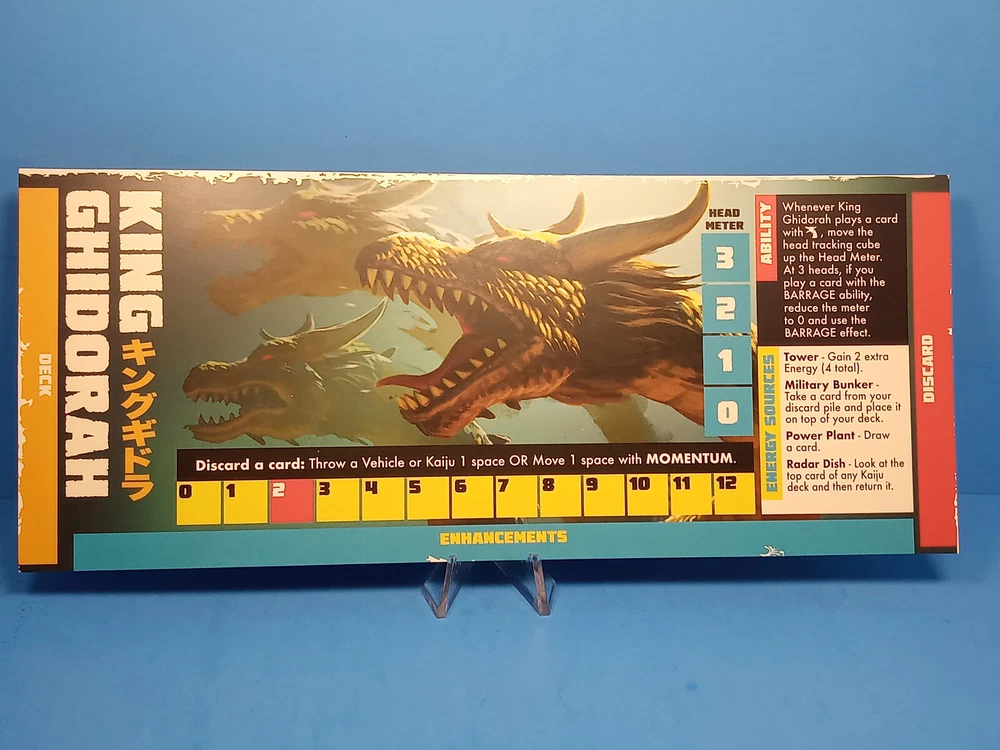 DECK
KING キングギドラ
GHIDORAH
HEAD
METER
3
2
1
0
ABILITY
Whenever King
Ghidorah plays a card
with , move the
head tracking cube
up the Head Meter.
At 3 heads, if you
play a card with the
BARRAGE ability,
reduce the meter
to 0 and use the
BARRAGE effect.
ENERGY SOURCES
Tower - Gain 2 extra
Energy (4 total).
Military Bunker -
Take a card from your
discard pile and place it
on top of your deck.
Power Plant - Draw
a card.
Radar Dish - Look at the
top card of any Kaiju
deck and then return it.
DISCARD
Discard a card: Throw a Vehicle or Kaiju 1 space OR Move 1 space with MOMENTUM.
0 1 2 3 4 5 6 7 8 9 10 11 12
ENHANCEMENTS